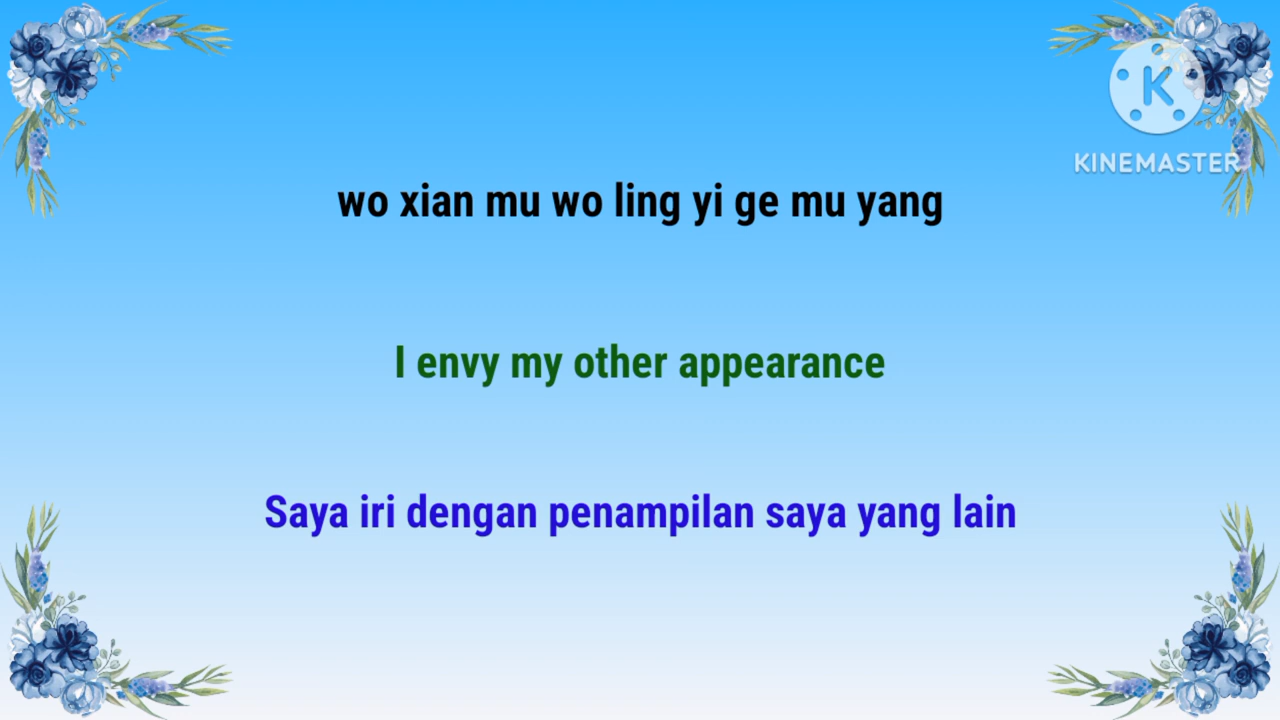 KINEMASTER
wo xian mu wo ling yi ge mu yang
I envy my other appearance
Saya iri dengan penampilan saya yang lain